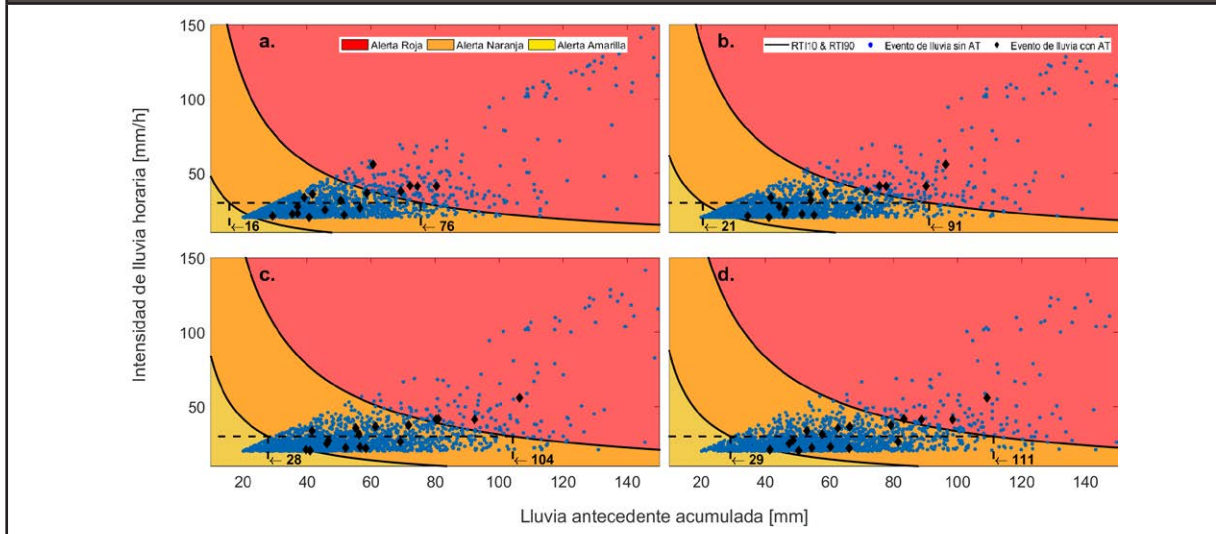 a.
Alerta Roja Alerta Naranja Alerta Amarilla
b.
RTI10 & RTI90 Evento de lluvia sin AT Evento de lluvia con AT
150
100
50
←16
←76
←21
←91
c.
d.
150
100
50
←28
←104
←29
←111
20 40 60 80 100 120 140
20 40 60 80 100 120 140
Intensidad de lluvia horaria [mm/h]
Lluvia antecedente acumulada [mm]